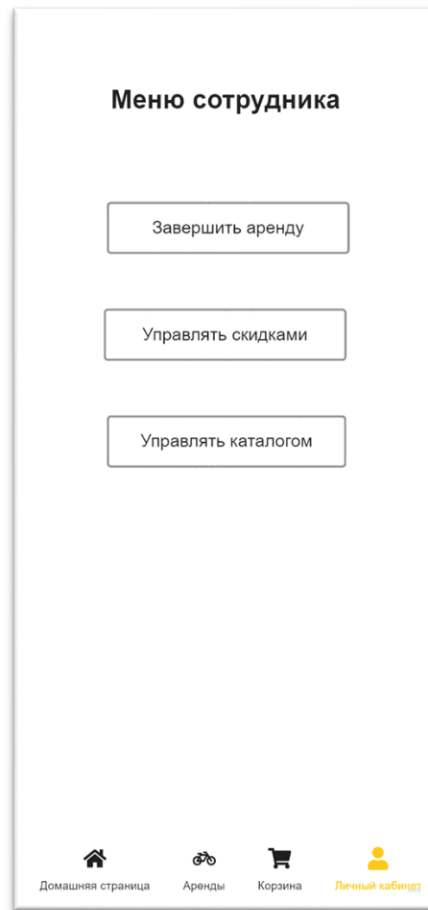 Меню сотрудника
Завершить аренду
Управлять скидками
Управлять каталогом
Домашняя страница Аренды Корзина Личный кабинет